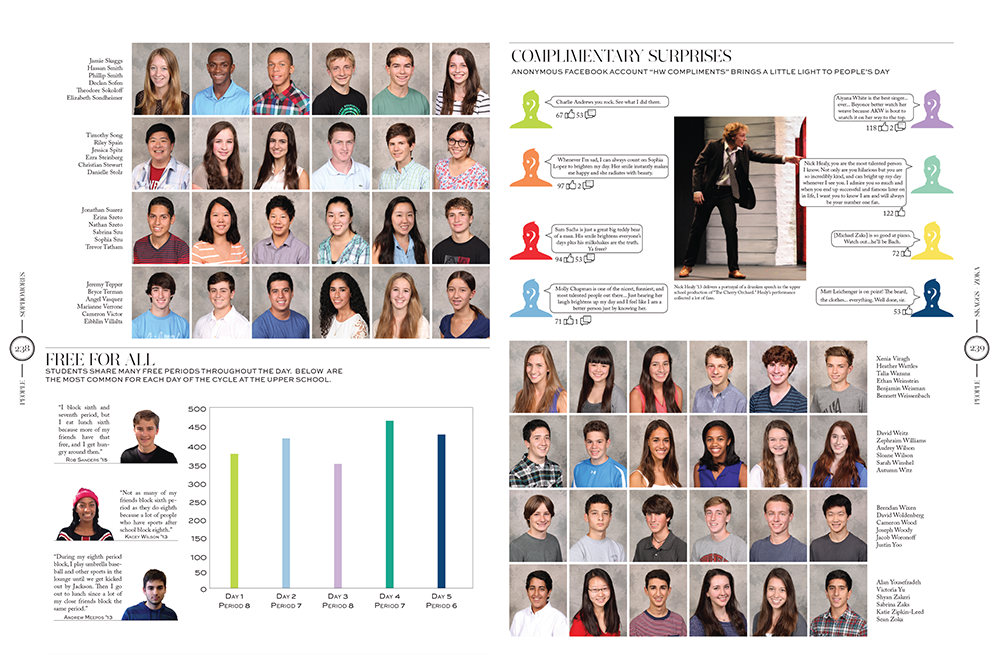 Jamie Skaggs
Hassan Smith
Phillip Smith
Declan Sofen
Theodore Sokoloff
Elizabeth Sondheimer
Timothy Song
Riley Spain
Jessica Spitz
Ezra Steinberg
Christian Stewart
Danielle Stolz
Jonathan Suarez
Erina Szeto
Nathan Szeto
Sabrina Szu
Sophia Szu
Trevor Tatham
Jeremy Tepper
Bryce Terman
Angel Vasquez
Marianne Verrone
Cameron Victor
Eibhlin Villalta
SOPHOMORES
238
PEOPLE
FREE FOR ALL
STUDENTS SHARE MANY FREE PERIODS THROUGHOUT THE DAY. BELOW ARE
THE MOST COMMON FOR EACH DAY OF THE CYCLE AT THE UPPER SCHOOL.
"I block sixth and
seventh period, but
I eat lunch sixth
because more of my
friends have that
free, and I get hun-
gry around then."
ROB SANDERS '15
"Not as many of my
friends block sixth pe-
riod as they do eighth
because a lot of people
who have sports after
school block eighth."
KACEY WILSON '13
"During my eighth period
block, I play umbrella base-
ball and other sports in the
lounge until we get kicked
out by Jackson. Then I go
out to lunch since a lot of
my close friends block the
same period."
ANDREW MEEPOS '13
500
450
400
350
300
250
200
150
100
50
0
DAY 1
PERIOD 8
DAY 2
PERIOD 7
DAY 3
PERIOD 8
DAY 4
PERIOD 7
DAY 5
PERIOD 6
COMPLIMENTARY SURPRISES
ANONYMOUS FACEBOOK ACCOUNT "HW COMPLIMENTS" BRINGS A LITTLE LIGHT TO PEOPLE'S DAY
Charlie Andrews you rock. See what I did there.
67 53
Whenever I'm sad, I can always count on Sophia
Lopez to brighten my day. Her smile instantly makes
me happy and she radiates with beauty.
97 2
Sam Sachs is just a great big teddy bear
of a man. His smile brightens everyone's
days plus his milkshakes are the truth.
Ya free?
94 53
Molly Chapman is one of the nicest, funniest, and
most talented people out there... Just hearing her
laugh brightens up my day and I feel like I am a
better person just by knowing her.
71 1
Nick Healy '13 delivers a portrayal of a drunken speech in the upper
school production of "The Cherry Orchard." Healy's performance
collected a lot of fans.
Aiyana White is the best singer...
ever... Beyonce better watch her
weave because AKW is bout to
snatch it on her way to the top.
118 2
Nick Healy, you are the most talented person
I know. Not only are you hilarious but you are
so incredibly kind, and can bright up my day
whenever I see you. I admire you so much and
when you end up successful and famous later on
in life, I want you to know I am and will always
be your number one fan.
122
[Michael Zaks] is so good at piano.
Watch out...he'll be Bach.
72
Matt Leichenger is on point! The beard,
the clothes... everything. Well done, sir.
53
SKAGGS ZOKA
239
PEOPLE
Xenia Viragh
Heather Wattles
Talia Wazana
Ethan Weinstein
Benjamin Weisman
Bennett Weissenbach
David Weitz
Zephraim Williams
Audrey Wilson
Sloane Wilson
Sarah Winshel
Autumn Witz
Brendan Wixen
David Woldenberg
Cameron Wood
Joseph Woody
Jacob Woronoff
Justin Yoo
Alan Yousefzadeh
Victoria Yu
Shyan Zakeri
Sabrina Zaks
Katie Zipkin-Leed
Sean Zoka